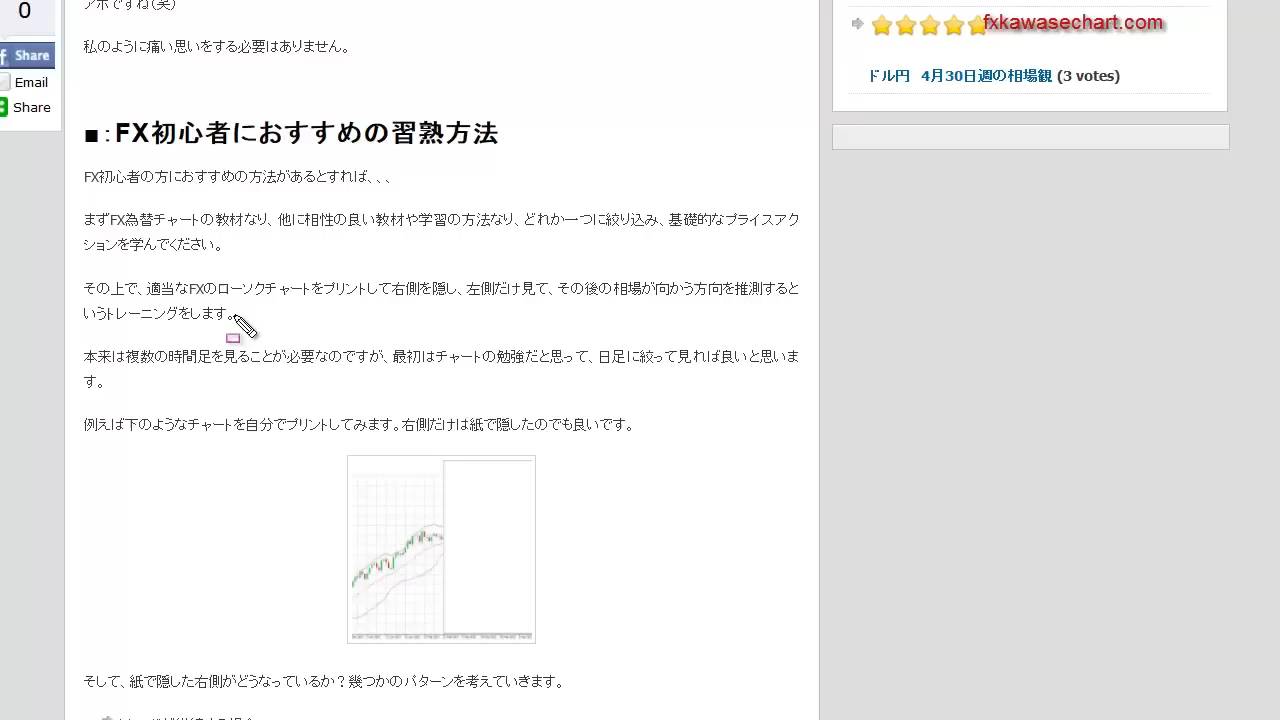 0
Share
Email
Share
アホですね(笑)
私のように痛い思いをする必要はありません。
■：FX初心者におすすめの習熟方法
FX初心者の方におすすめの方法があるとすれば、、、
まずFX為替チャートの教材なり、他に相性の良い教材や学習の方法なり、どれか一つに絞り込み、基礎的なプライスアク
ションを学んでください。
その上で、適当なFXのローソクチャートをプリントして右側を隠し、左側だけ見て、その後の相場が向かう方向を推測すると
いうトレーニングをします。
本来は複数の時間足を見ることが必要なのですが、最初はチャートの勉強だと思って、日足に絞って見れば良いと思いま
す。
例えば下のようなチャートを自分でプリントしてみます。右側だけは紙で隠したのでも良いです。
そして、紙で隠した右側がどうなっているか？幾つかのパターンを考えていきます。
fxkawasechart.com
ドル円　4月30日週の相場観 (3 votes)